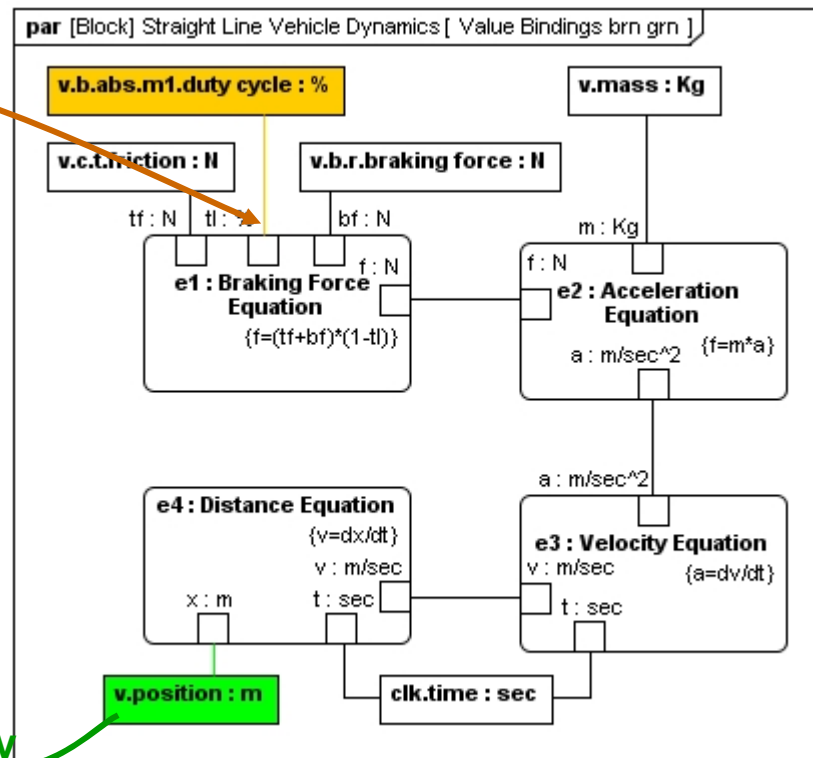 par [Block] Straight Line Vehicle Dynamics [ Value Bindings brn grn ]
v.b.abs.m1.duty cycle : %
v.mass : Kg
v.c.t.friction : N
v.b.r.braking force : N
tf : N
tl : %
bf : N
m : Kg
f : N
e1 : Braking Force
Equation
{f=(tf+bf)*(1-tl)}
f : N
e2 : Acceleration
Equation
{f=m*a}
a : m/sec^2
a : m/sec^2
e4 : Distance Equation
{v=dx/dt}
v : m/sec
x : m
t : sec
e3 : Velocity Equation
v : m/sec
{a=dv/dt}
t : sec
v.position : m
clk.time : sec